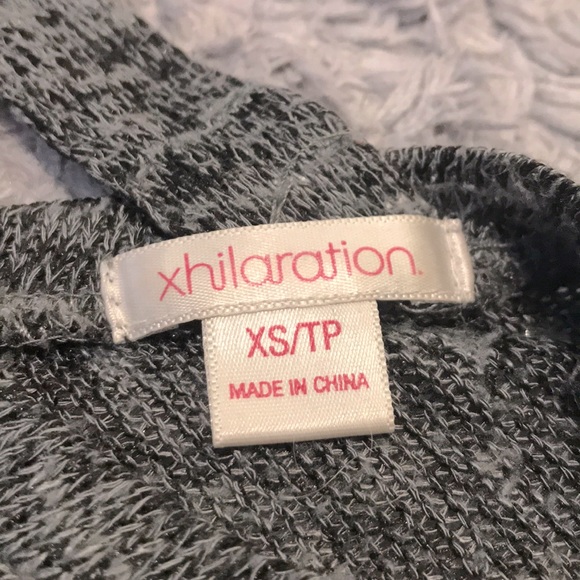 xhilaration.
XS/TP
MADE IN CHINA